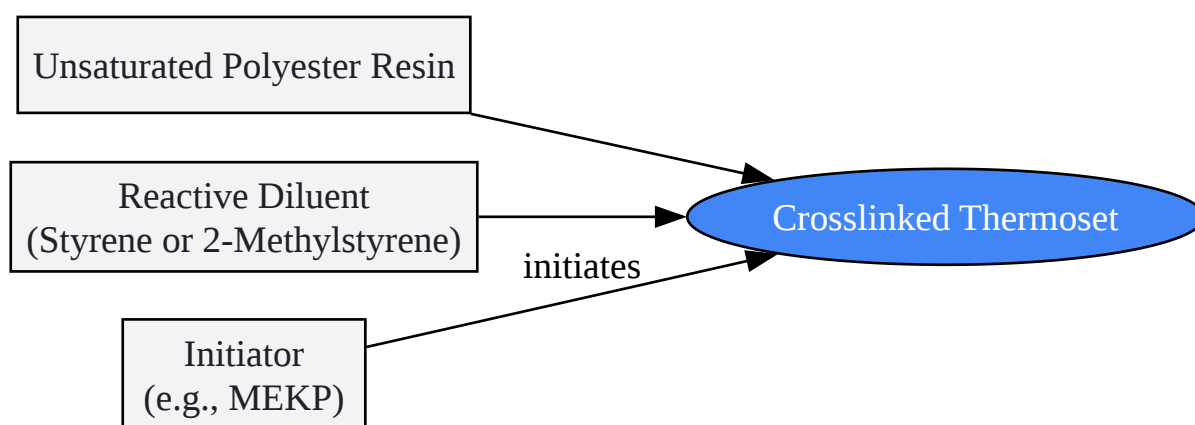 Unsaturated Polyester Resin
Reactive Diluent
(Styrene or 2-Methylstyrene)
Crosslinked Thermoset
initiates
Initiator
(e.g., MEKP)